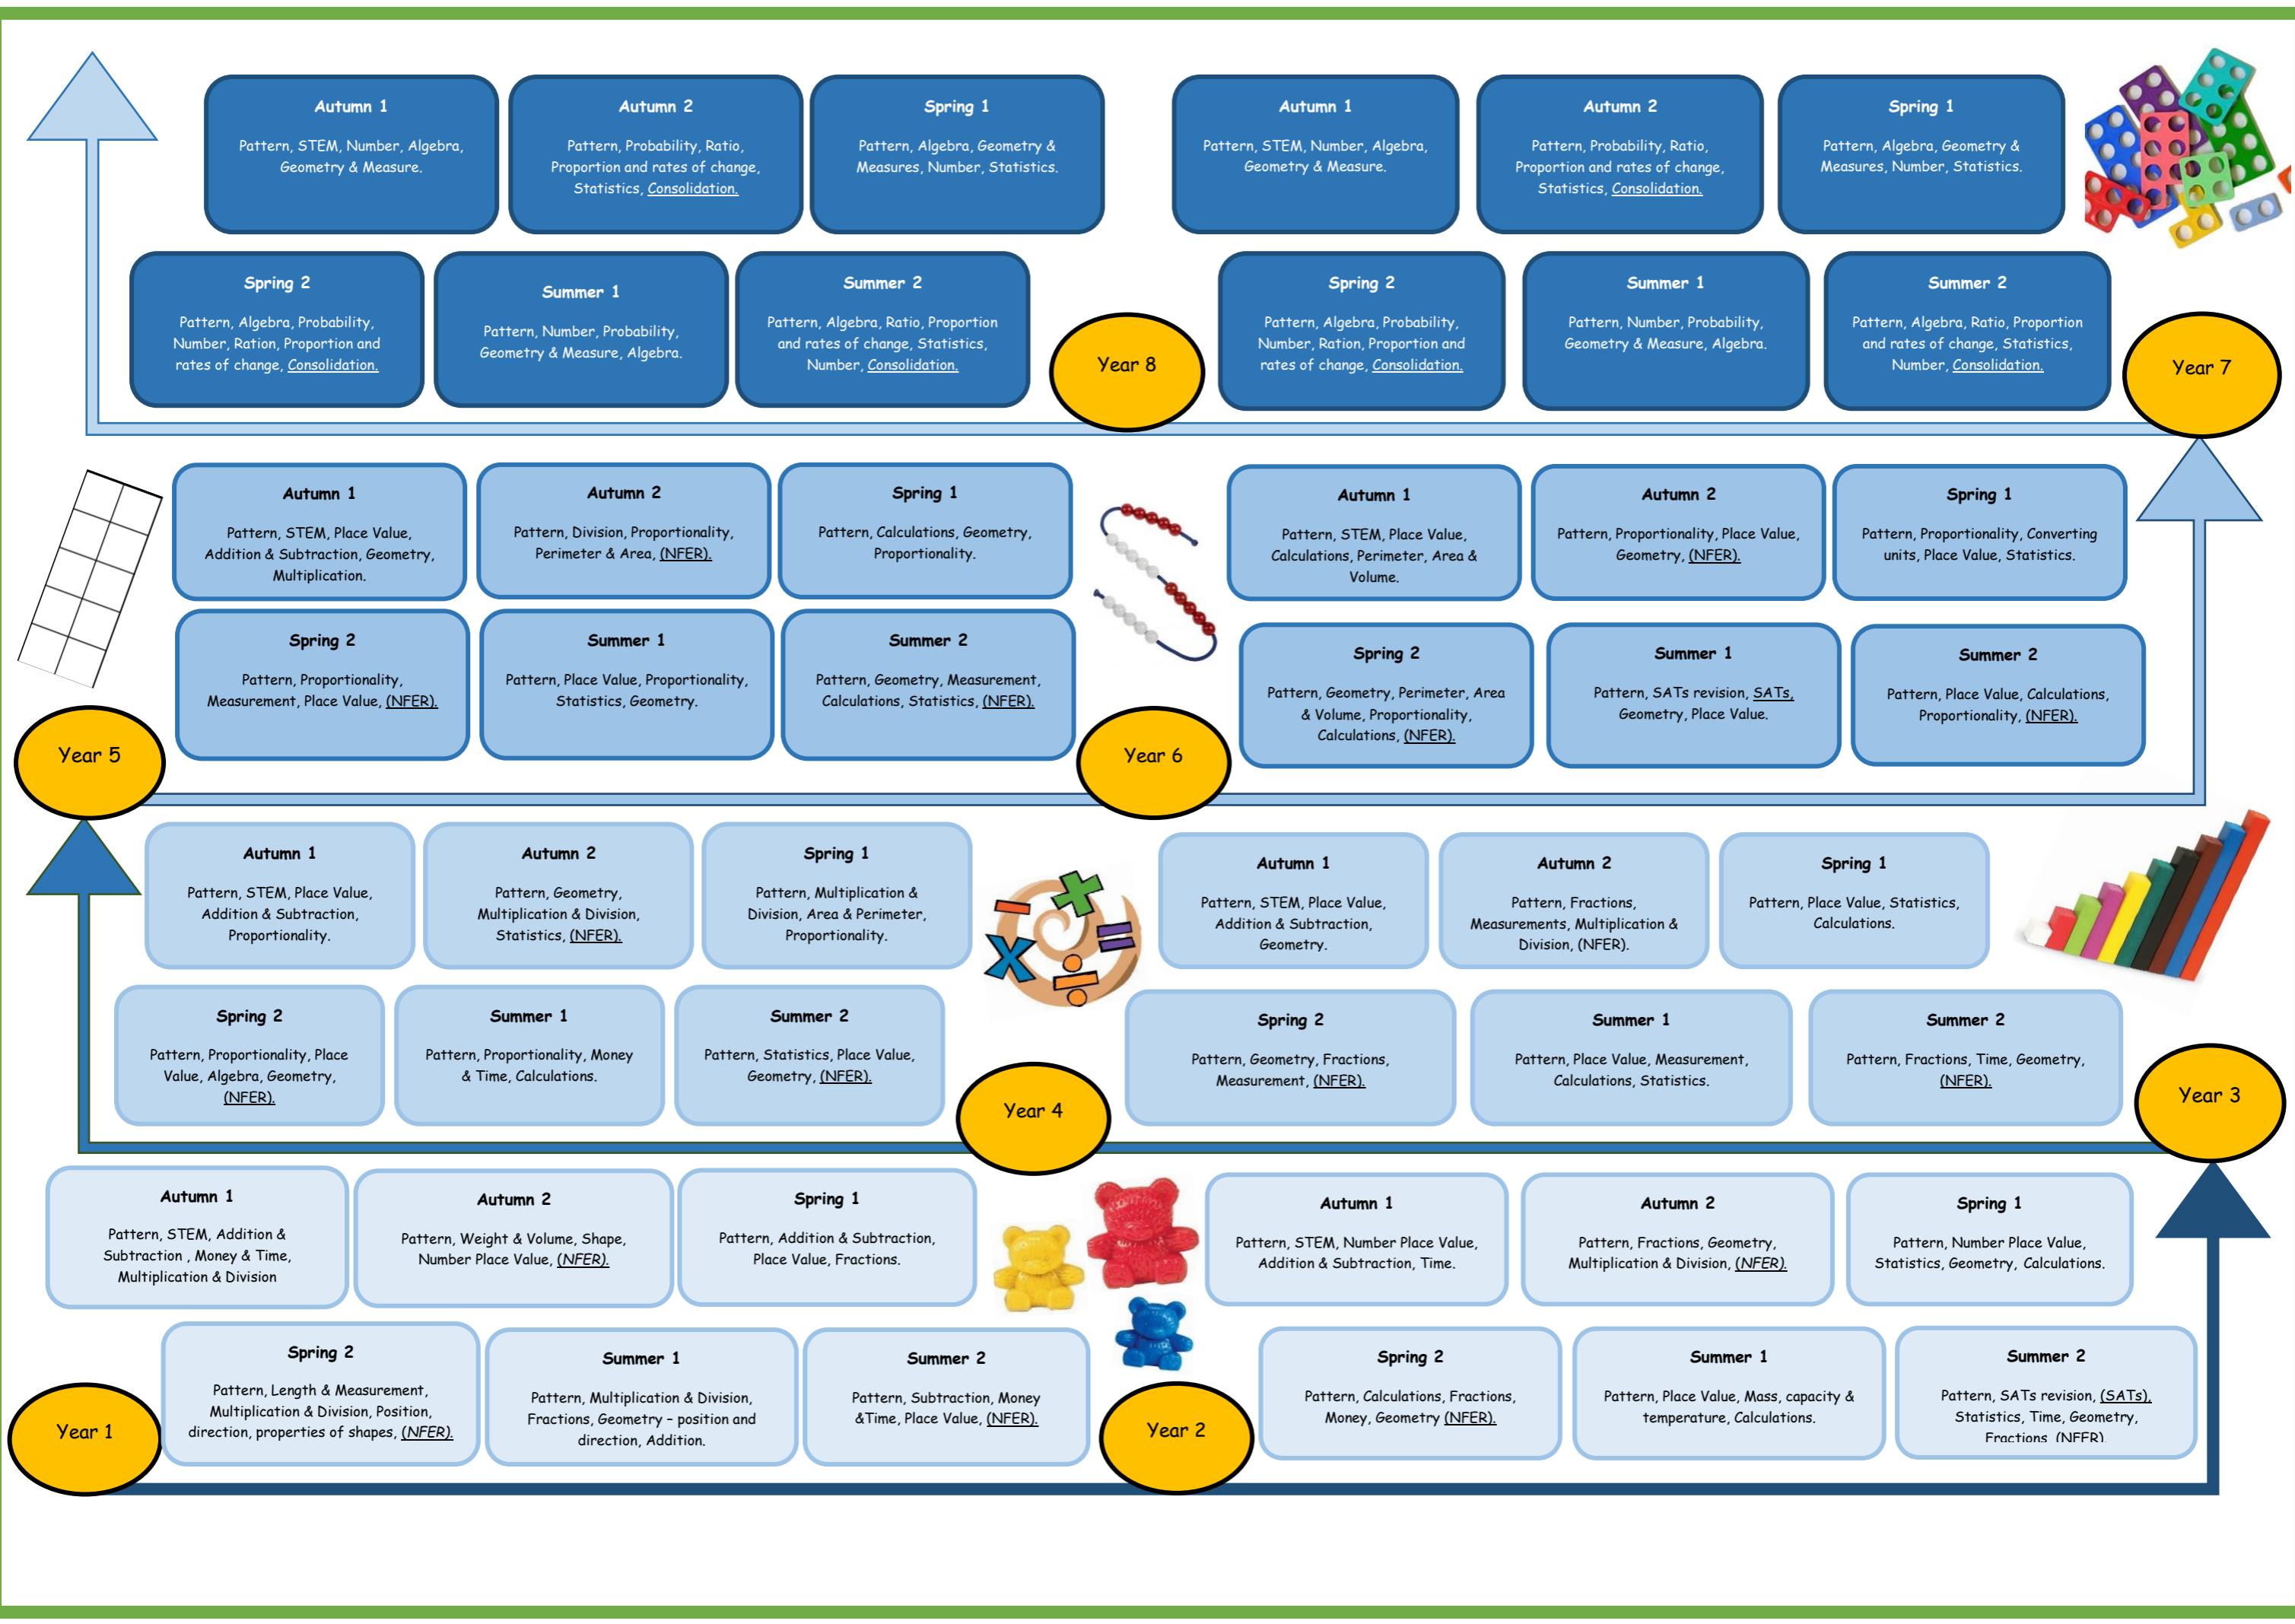 Autumn 1
Pattern, STEM, Number, Algebra,
Geometry & Measure.
Autumn 2
Pattern, Probability, Ratio,
Proportion and rates of change,
Statistics, Consolidation.
Spring 1
Pattern, Algebra, Geometry &
Measures, Number, Statistics.
Autumn 1
Pattern, STEM, Number, Algebra,
Geometry & Measure.
Autumn 2
Pattern, Probability, Ratio,
Proportion and rates of change,
Statistics, Consolidation.
Spring 1
Pattern, Algebra, Geometry &
Measures, Number, Statistics.
Spring 2
Pattern, Algebra, Probability,
Number, Ration, Proportion and
rates of change, Consolidation.
Summer 1
Pattern, Number, Probability,
Geometry & Measure, Algebra.
Summer 2
Pattern, Algebra, Ratio, Proportion
and rates of change, Statistics,
Number, Consolidation.
Year 8
Spring 2
Pattern, Algebra, Probability,
Number, Ration, Proportion and
rates of change, Consolidation.
Summer 1
Pattern, Number, Probability,
Geometry & Measure, Algebra.
Summer 2
Pattern, Algebra, Ratio, Proportion
and rates of change, Statistics,
Number, Consolidation.
Year 7
Autumn 1
Pattern, STEM, Place Value,
Addition & Subtraction, Geometry,
Multiplication.
Autumn 2
Pattern, Division, Proportionality,
Perimeter & Area, (NFER).
Spring 1
Pattern, Calculations, Geometry,
Proportionality.
Autumn 1
Pattern, STEM, Place Value,
Calculations, Perimeter, Area &
Volume.
Autumn 2
Pattern, Proportionality, Place Value,
Geometry, (NFER).
Spring 1
Pattern, Proportionality, Converting
units, Place Value, Statistics.
Spring 2
Pattern, Proportionality,
Measurement, Place Value, (NFER).
Summer 1
Pattern, Place Value, Proportionality,
Statistics, Geometry.
Summer 2
Pattern, Geometry, Measurement,
Calculations, Statistics, (NFER).
Spring 2
Pattern, Geometry, Perimeter, Area
& Volume, Proportionality,
Calculations, (NFER).
Summer 1
Pattern, SATs revision, SATs,
Geometry, Place Value.
Summer 2
Pattern, Place Value, Calculations,
Proportionality, (NFER).
Year 5
Year 6
Autumn 1
Pattern, STEM, Place Value,
Addition & Subtraction,
Proportionality.
Autumn 2
Pattern, Geometry,
Multiplication & Division,
Statistics, (NFER).
Spring 1
Pattern, Multiplication &
Division, Area & Perimeter,
Proportionality.
Autumn 1
Pattern, STEM, Place Value,
Addition & Subtraction,
Geometry.
Autumn 2
Pattern, Fractions,
Measurements, Multiplication &
Division, (NFER).
Spring 1
Pattern, Place Value, Statistics,
Calculations.
Spring 2
Pattern, Proportionality, Place
Value, Algebra, Geometry,
(NFER).
Summer 1
Pattern, Proportionality, Money
& Time, Calculations.
Summer 2
Pattern, Statistics, Place Value,
Geometry, (NFER).
Year 4
Spring 2
Pattern, Geometry, Fractions,
Measurement, (NFER).
Summer 1
Pattern, Place Value, Measurement,
Calculations, Statistics.
Summer 2
Pattern, Fractions, Time, Geometry,
(NFER).
Year 3
Autumn 1
Pattern, STEM, Addition &
Subtraction , Money & Time,
Multiplication & Division
Autumn 2
Pattern, Weight & Volume, Shape,
Number Place Value, (NFER).
Spring 1
Pattern, Addition & Subtraction,
Place Value, Fractions.
Autumn 1
Pattern, STEM, Number Place Value,
Addition & Subtraction, Time.
Autumn 2
Pattern, Fractions, Geometry,
Multiplication & Division, (NFER).
Spring 1
Pattern, Number Place Value,
Statistics, Geometry, Calculations.
Year 1
Spring 2
Pattern, Length & Measurement,
Multiplication & Division, Position,
direction, properties of shapes, (NFER).
Summer 1
Pattern, Multiplication & Division,
Fractions, Geometry – position and
direction, Addition.
Summer 2
Pattern, Subtraction, Money
&Time, Place Value, (NFER).
Year 2
Spring 2
Pattern, Calculations, Fractions,
Money, Geometry (NFER).
Summer 1
Pattern, Place Value, Mass, capacity &
temperature, Calculations.
Summer 2
Pattern, SATs revision, (SATs),
Statistics, Time, Geometry,
Fractions, (NFER).